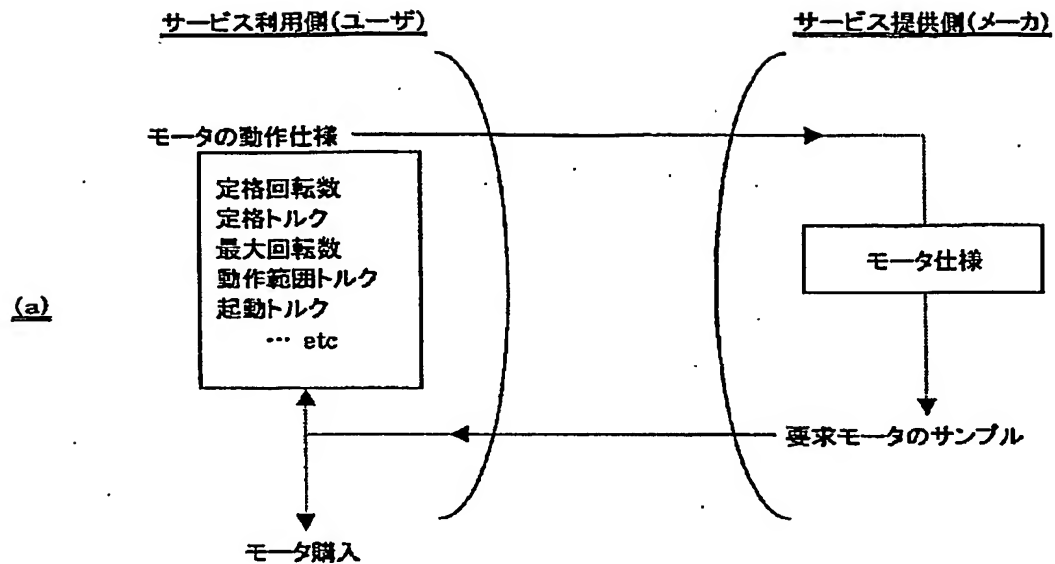 サービス利用側(ユーザ)
サービス提供側(メーカ)
モータの動作仕様
定格回転数
定格トルク
最大回転数
動作範囲トルク
起動トルク
… etc
モータ仕様
(a)
要求モータのサンプル
モータ購入